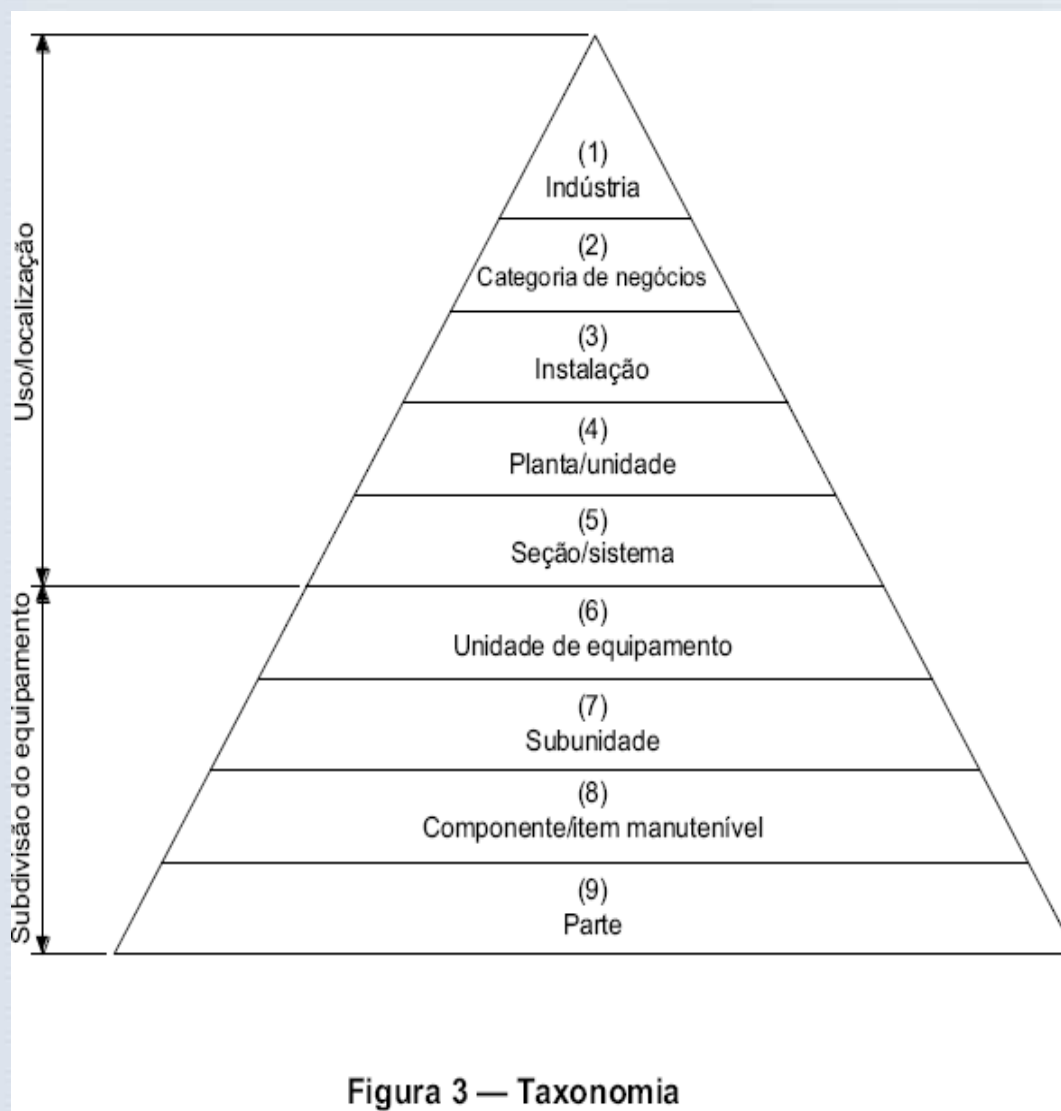 (1)
Indústria
(2)
Categoria de negócios
(3)
Instalação
(4)
Planta/unidade
(5)
Seção/sistema
(6)
Unidade de equipamento
(7)
Subunidade
(8)
Componente/item manutenível
(9)
Parte
Uso/localização
Subdivisão do equipamento
Figura 3 — Taxonomia